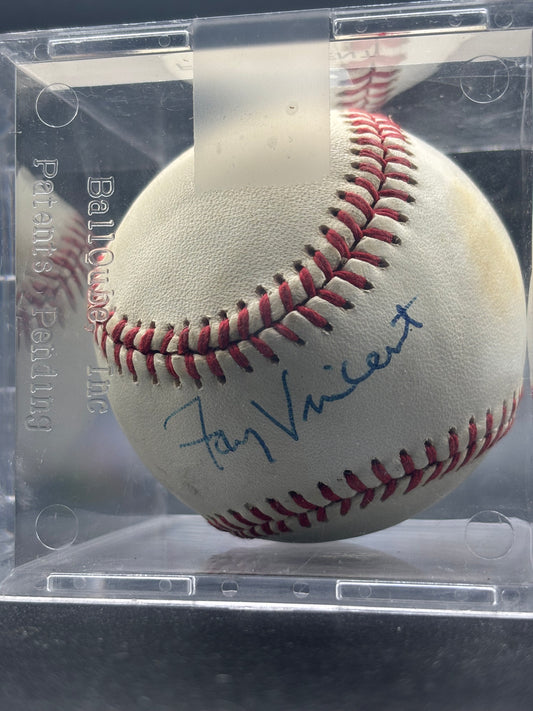 BallQube, Inc
Patents Pending
Fay Vincent